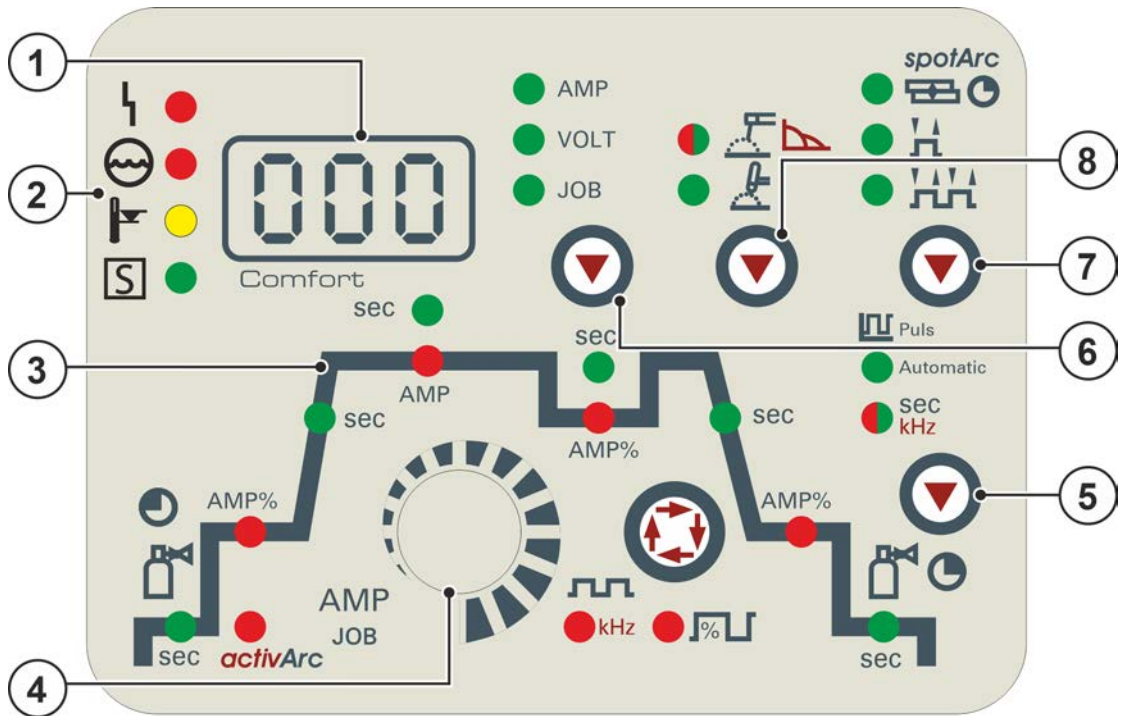 1
2
3
4
5
6
7
8
spotArc
AMP
VOLT
JOB
000
Comfort
S
sec
AMP
sec
sec
AMP%
sec
Puls
Automatic
sec
kHz
AMP%
AMP%
AMP
JOB
kHz
%
sec
activArc
sec